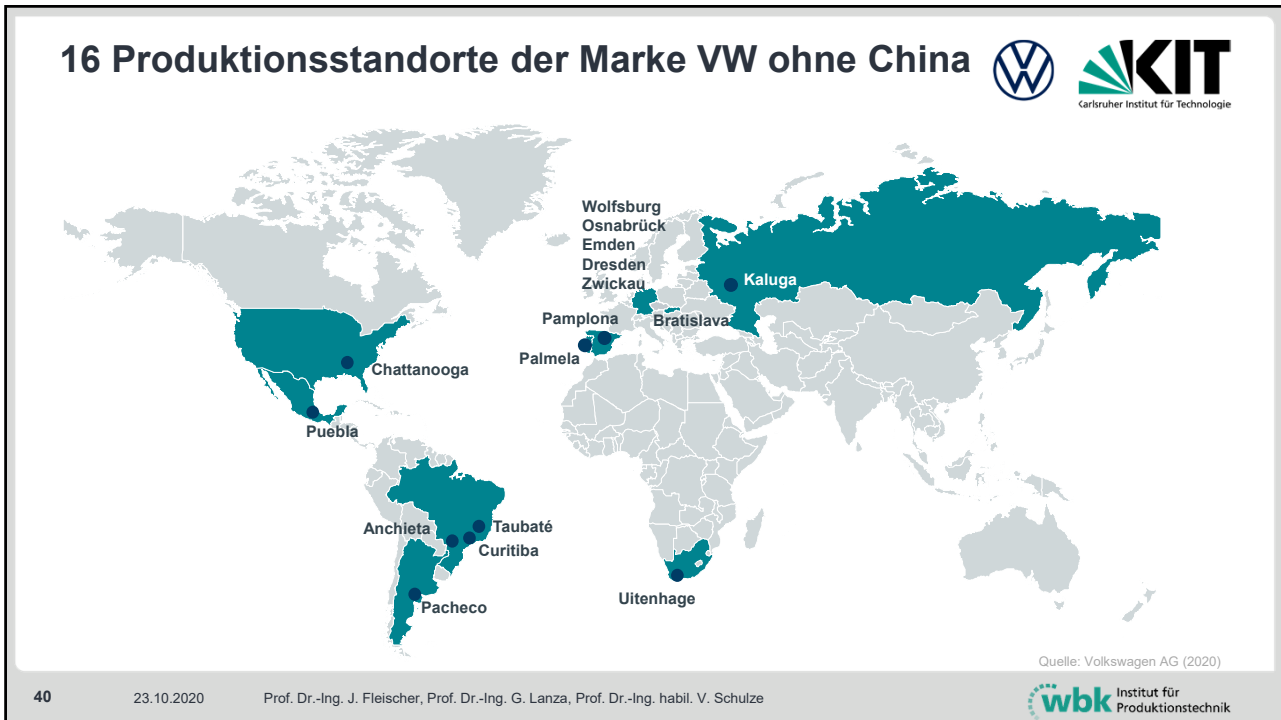 16 Produktionsstandorte der Marke VW ohne China
KIT
Karlsruher Institut für Technologie
Wolfsburg
Osnabrück
Emden
Dresden
Zwickau
Kaluga
Pamplona
Bratislava
Palmela
Chattanooga
Puebla
Anchieta
Taubaté
Curitiba
Pacheco
Uitenhage
Quelle: Volkswagen AG (2020)
40
23.10.2020
Prof. Dr.-Ing. J. Fleischer, Prof. Dr.-Ing. G. Lanza, Prof. Dr.-Ing. habil. V. Schulze
wbk Institut für
Produktionstechnik